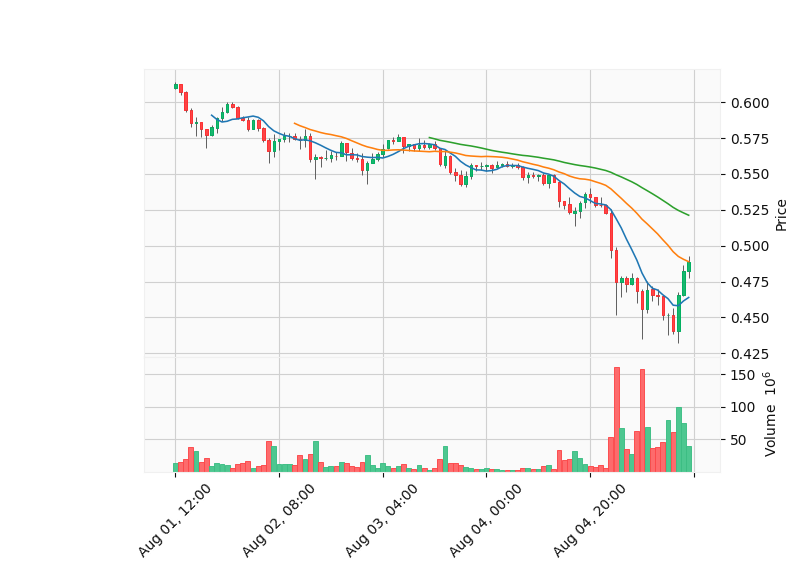 0.600
0.575
0.550
0.525
0.500
0.475
0.450
0.425
Price
150
100
50
Volume 10^6
Aug 01, 12:00
Aug 02, 08:00
Aug 03, 04:00
Aug 04, 00:00
Aug 04, 20:00